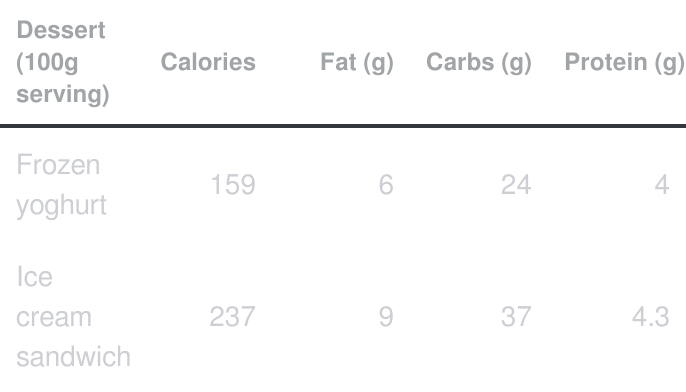 Dessert
(100g
serving) Calories Fat (g) Carbs (g) Protein (g)
Frozen
yoghurt 159 6 24 4
Ice
cream
sandwich 237 9 37 4.3